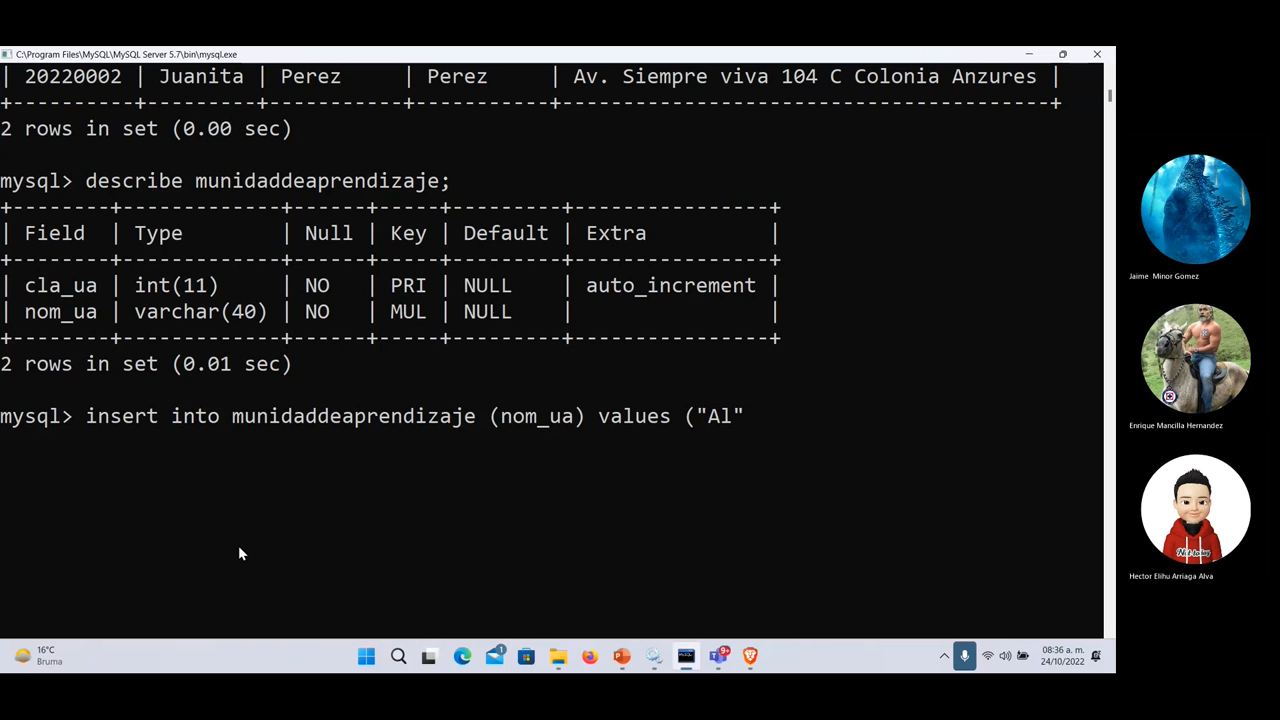 C:\Program Files\MySQL\MySQL Server 5.7\bin\mysql.exe
| 20220002 | Juanita | Perez | Perez | Av. Siempre viva 104 C Colonia Anzures |
+----------+---------+-----------+-----------+----------------------------------------+
2 rows in set (0.00 sec)
mysql> describe munidaddeaprendizaje;
+--------+-------------+------+-----+---------+----------------+
| Field | Type | Null | Key | Default | Extra |
+--------+-------------+------+-----+---------+----------------+
| cla_ua | int(11) | NO | PRI | NULL | auto_increment |
| nom_ua | varchar(40) | NO | MUL | NULL | |
+--------+-------------+------+-----+---------+----------------+
2 rows in set (0.01 sec)
mysql> insert into munidaddeaprendizaje (nom_ua) values ("Al"
Jaime Minor Gomez
Enrique Mancilla Hernandez
Not today
Hector Elihu Arriaga Alva
16°C
Bruma
1
9+
08:36 a. m.
24/10/2022